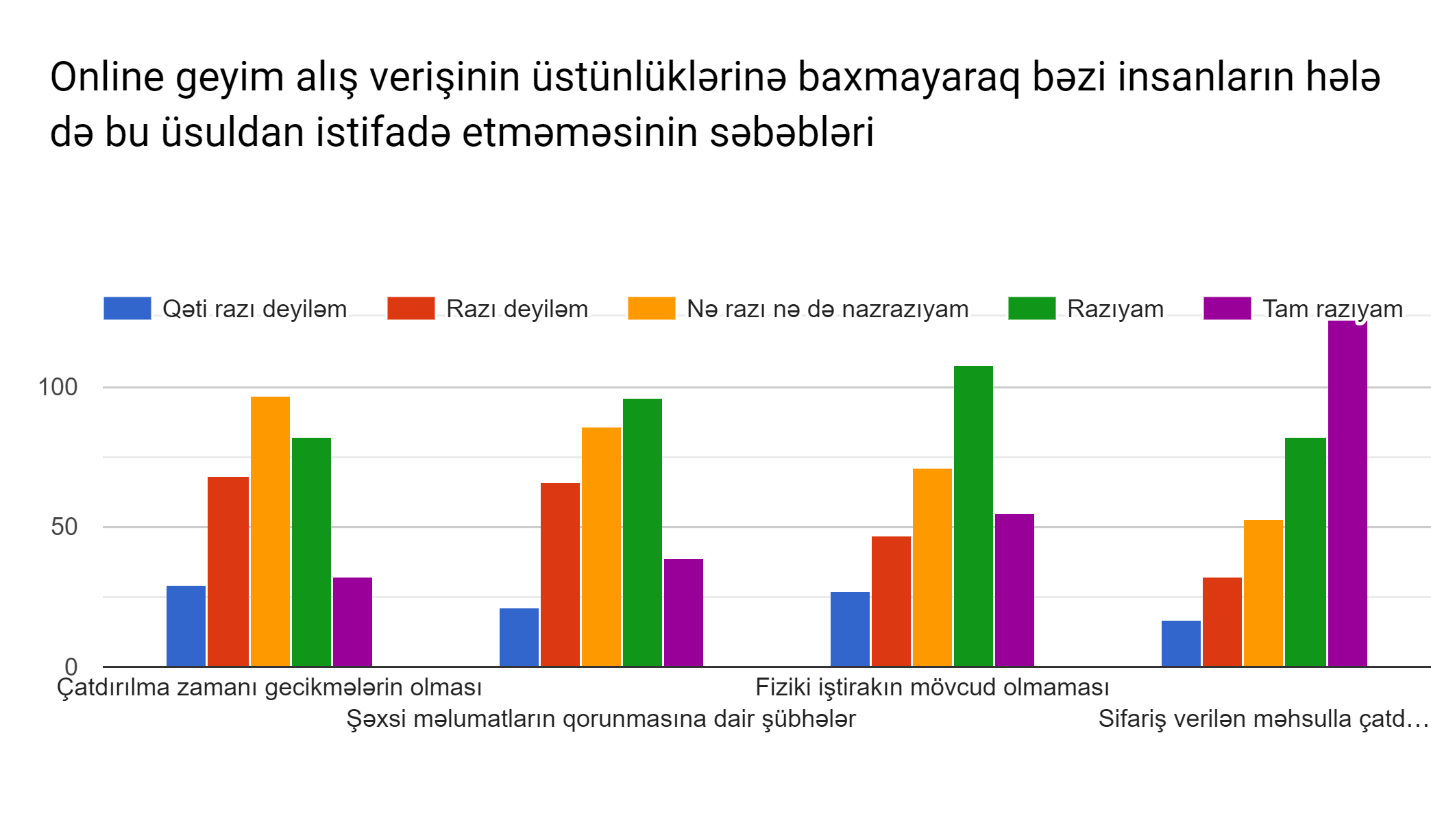 Online geyim alış verişinin üstünlüklərinə baxmayaraq bəzi insanların hələ
də bu üsuldan istifadə etməməsinin səbəbləri
Qəti razı deyiləm
Razı deyiləm
Nə razı nə də nazrazıyam
Razıyam
Tam razıyam
100
50
0
Çatdırılma zamanı gecikmələrin olması
Şəxsi məlumatların qorunmasına dair şübhələr
Fiziki iştirakın mövcud olmaması
Sifariş verilən məhsulla çatd…